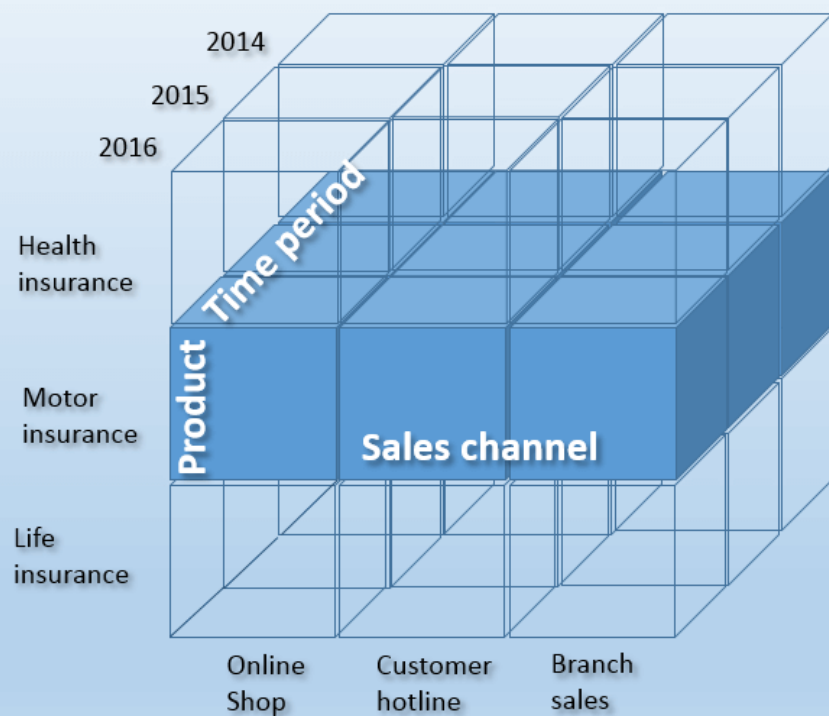 2014
2015
2016
Time period
Health
insurance
Product
Motor
insurance
Sales channel
Life
insurance
Online
Shop
Customer
hotline
Branch
sales